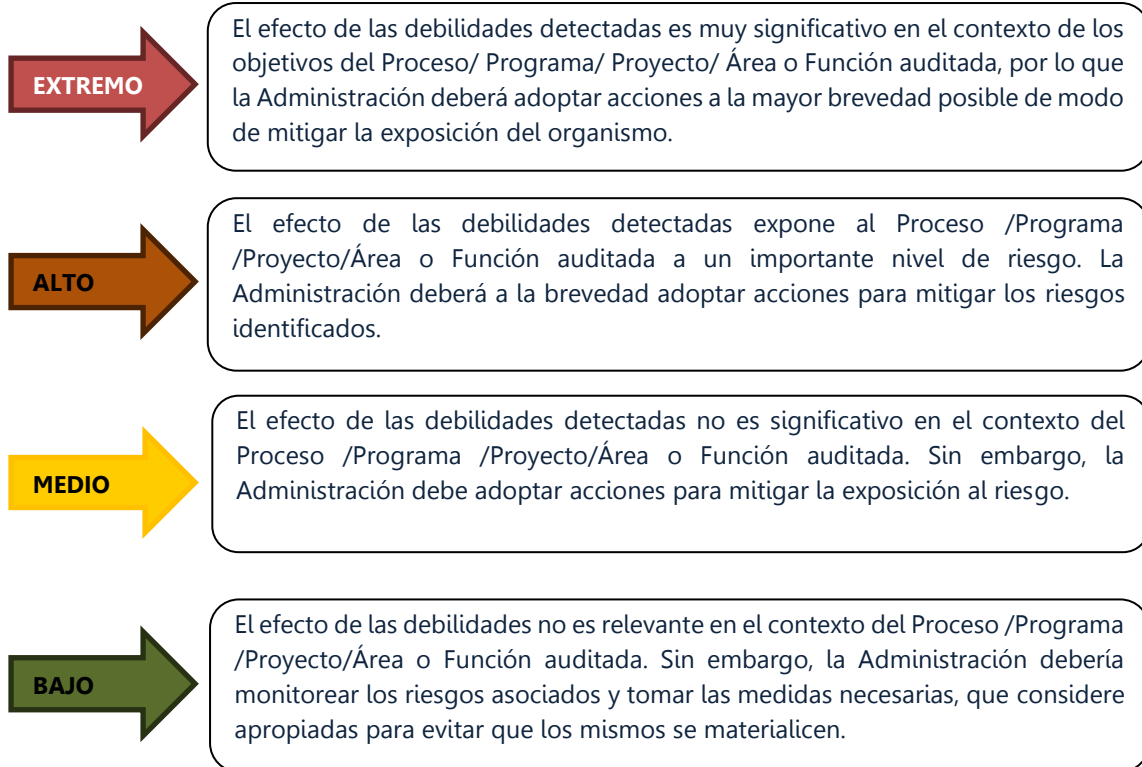 EXTREMO
El efecto de las debilidades detectadas es muy significativo en el contexto de los
objetivos del Proceso/ Programa/ Proyecto/ Área o Función auditada, por lo que
la Administración deberá adoptar acciones a la mayor brevedad posible de modo
de mitigar la exposición del organismo.
ALTO
El efecto de las debilidades detectadas expone al Proceso /Programa
/Proyecto/Área o Función auditada a un importante nivel de riesgo. La
Administración deberá a la brevedad adoptar acciones para mitigar los riesgos
identificados.
MEDIO
El efecto de las debilidades detectadas no es significativo en el contexto del
Proceso /Programa /Proyecto/Área o Función auditada. Sin embargo, la
Administración debe adoptar acciones para mitigar la exposición al riesgo.
BAJO
El efecto de las debilidades no es relevante en el contexto del Proceso /Programa
/Proyecto/Área o Función auditada. Sin embargo, la Administración debería
monitorear los riesgos asociados y tomar las medidas necesarias, que considere
apropiadas para evitar que los mismos se materialicen.